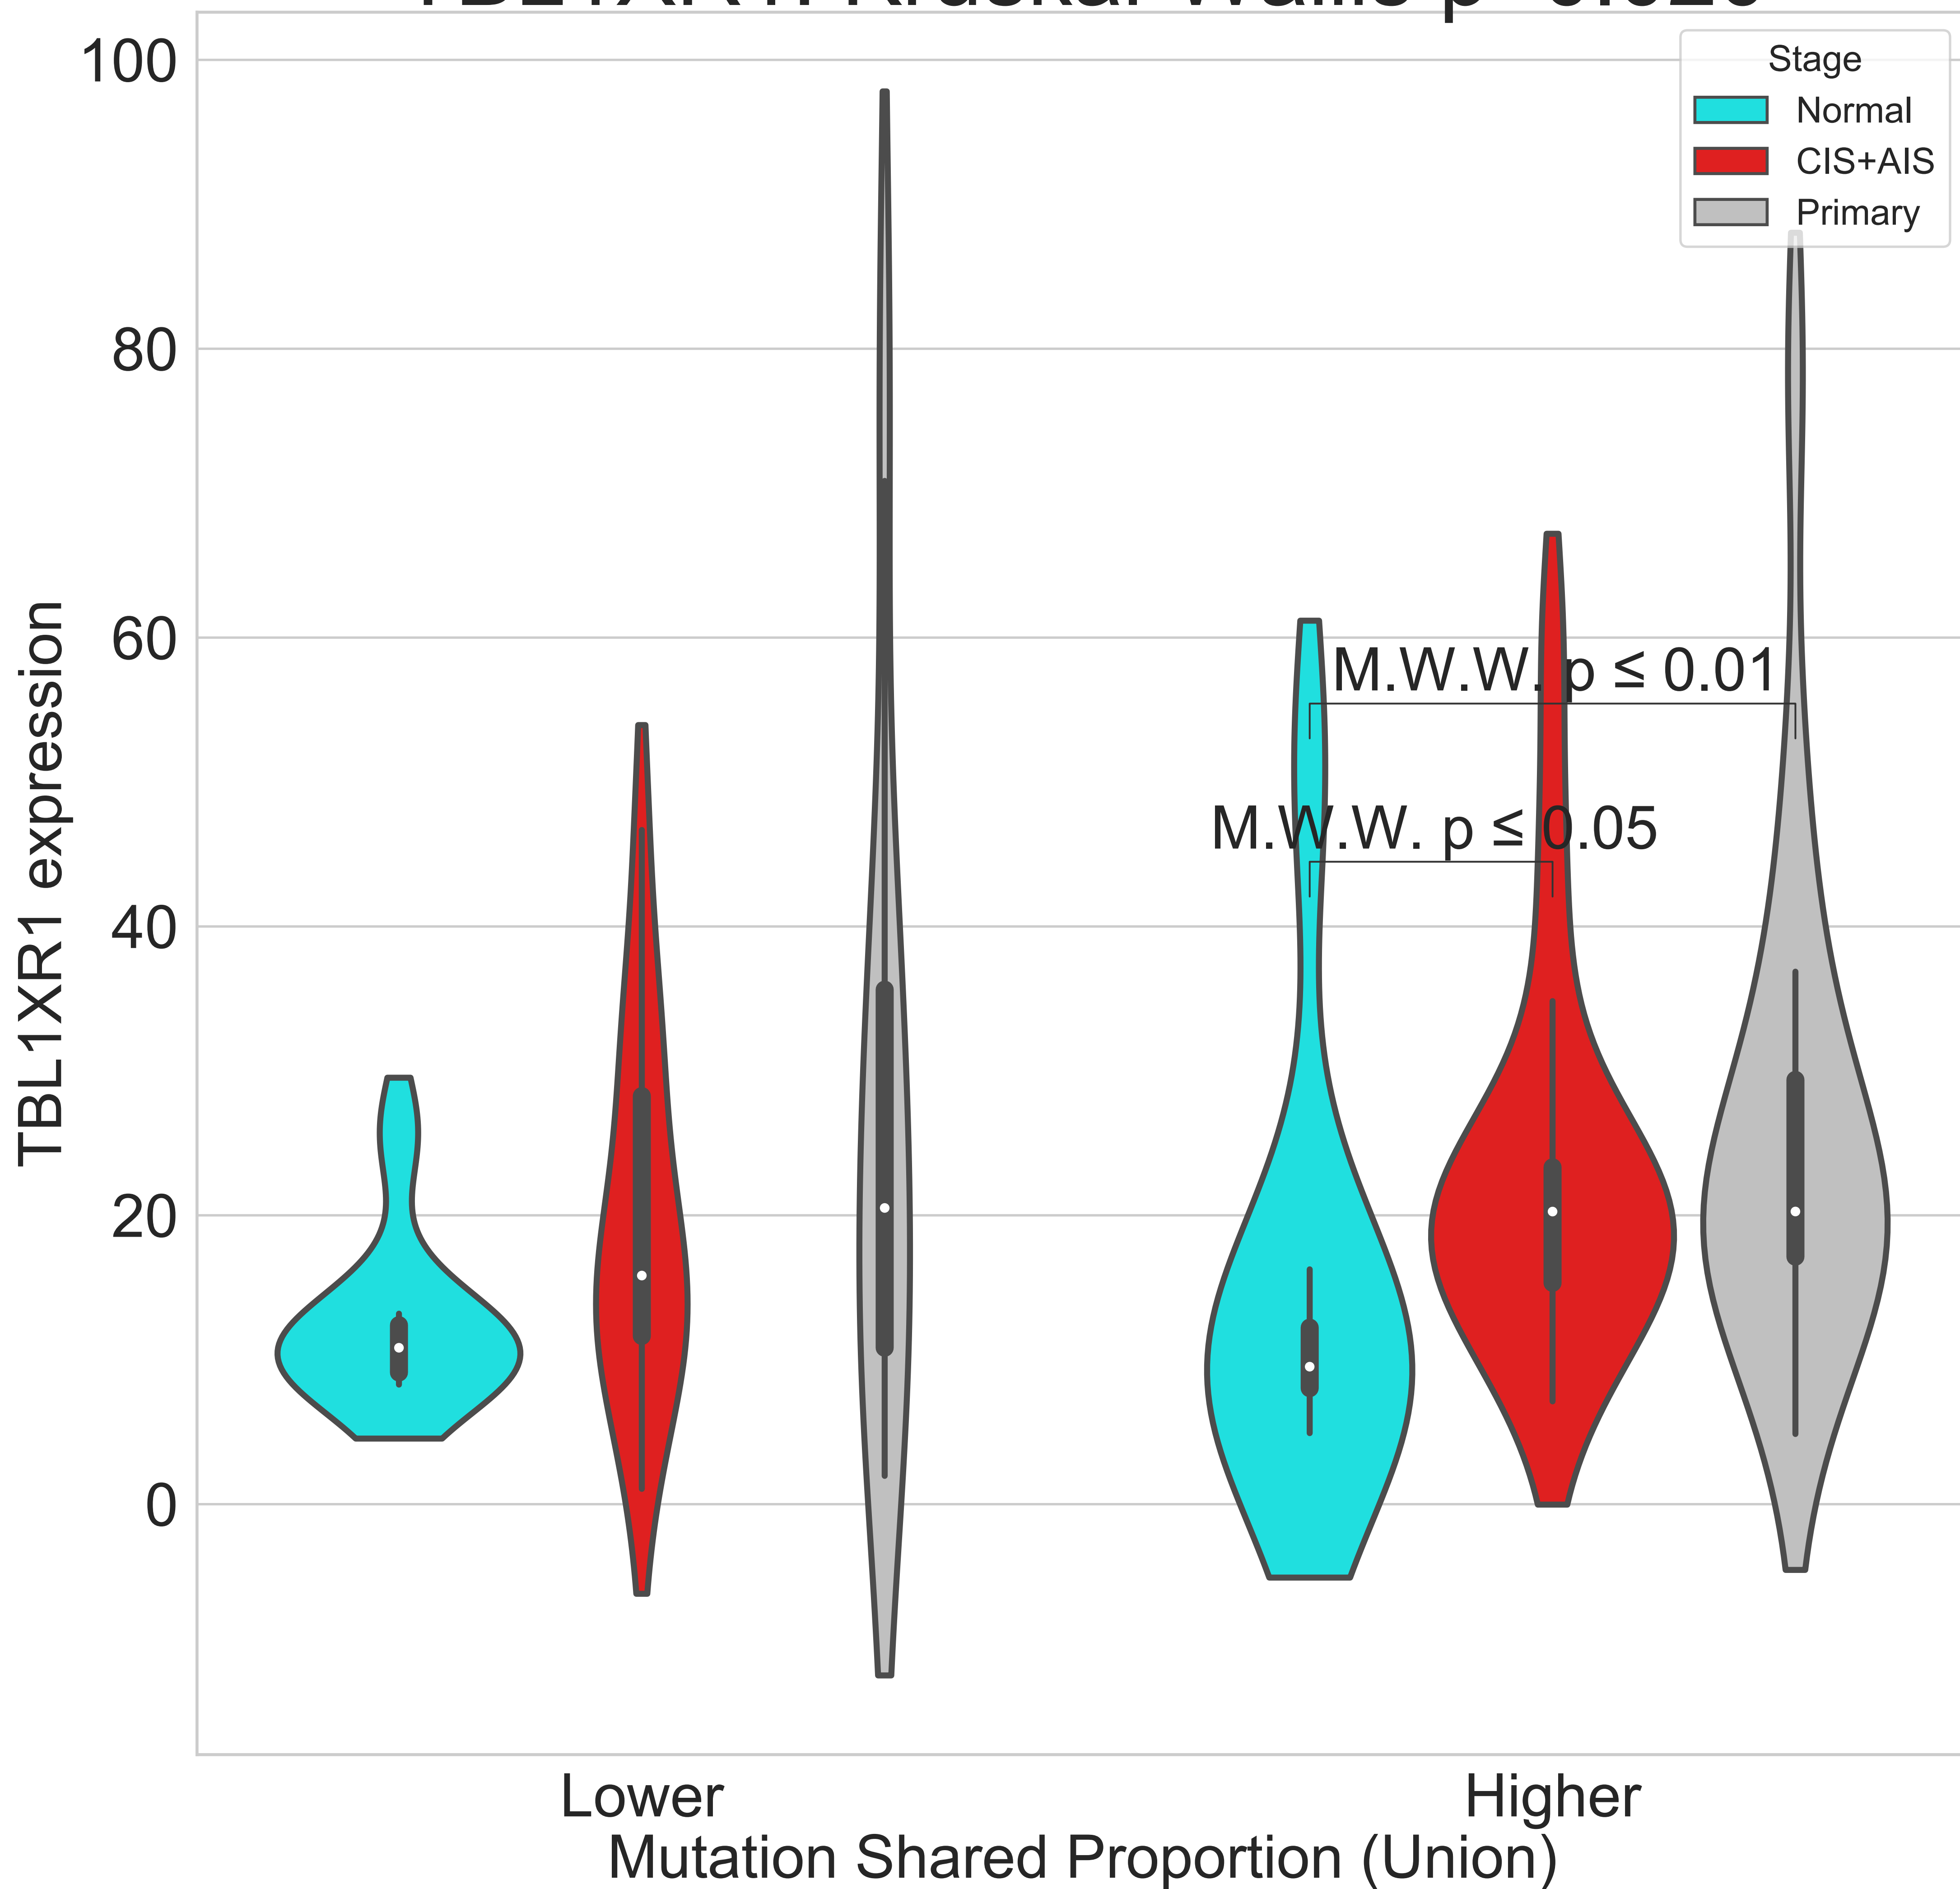 100
80
60
40
20
0
TBL1XR1 expression
Stage
Normal
CIS+AIS
Primary
M.W.W. p ≤ 0.01
M.W.W. p ≤ 0.05
Lower
Higher
Mutation Shared Proportion (Union)